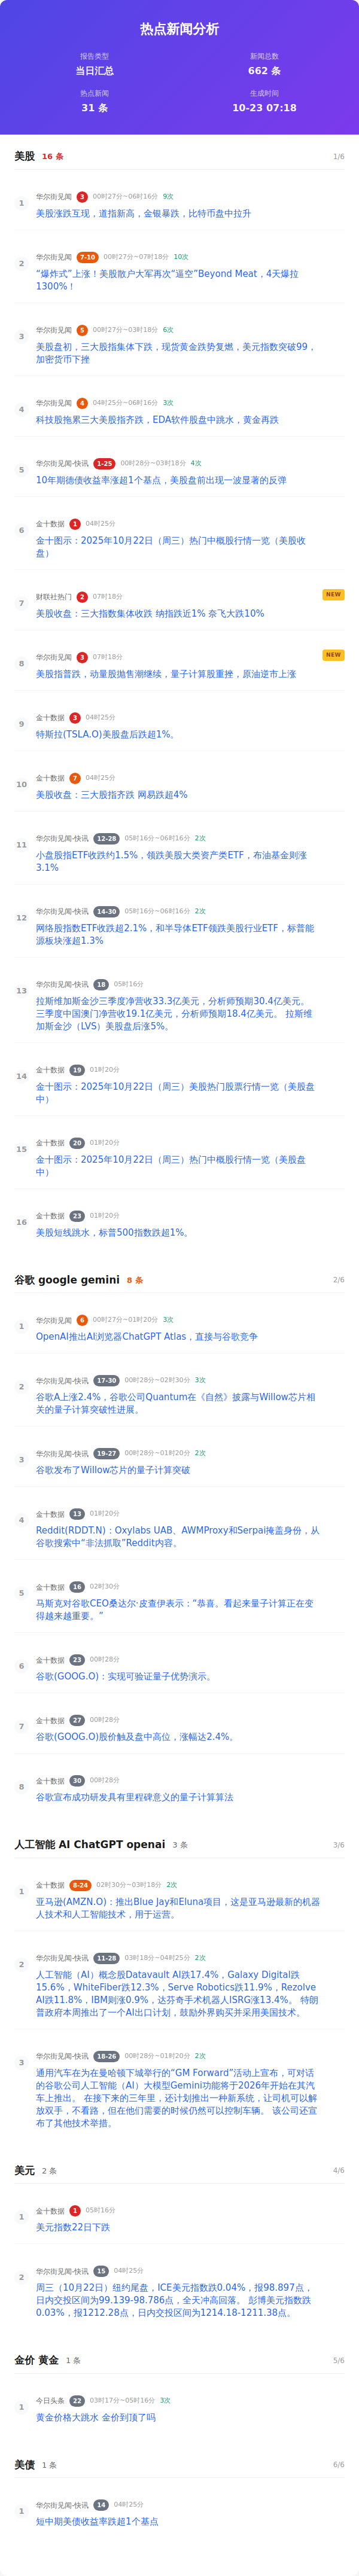 热点新闻分析
报告类型
当日汇总
新闻总数
662 条
热点新闻
31 条
生成时间
10-23 07:18
美股 16 条 1/6
1
华尔街见闻 3 00时27分~06时16分 9次
美股涨跌互现，道指新高，金银暴跌，比特币盘中拉升
2
华尔街见闻 7-10 00时27分~07时18分 10次
“爆炸式”上涨！美股散户大军再次“逼空”Beyond Meat，4天爆拉
1300%！
3
华尔街见闻 5 00时27分~03时18分 6次
美股盘初，三大股指集体下跌，现货黄金跌势复燃，美元指数突破99，
加密货币下挫
4
华尔街见闻 4 04时25分~06时16分 3次
科技股拖累三大美股指齐跌，EDA软件股盘中跳水，黄金再跌
5
华尔街见闻-快讯 1-25 00时28分~03时18分 4次
10年期德债收益率涨超1个基点，美股盘前出现一波显著的反弹
6
金十数据 1 04时25分
金十图示：2025年10月22日（周三）热门中概股行情一览（美股收
盘）
7
财联社热门 2 07时18分
NEW
美股收盘：三大指数集体收跌 纳指跌近1% 奈飞大跌10%
8
华尔街见闻 3 07时18分
NEW
美股指普跌，动量股抛售潮继续，量子计算股重挫，原油逆市上涨
9
金十数据 3 04时25分
特斯拉(TSLA.O)美股盘后跌超1%。
10
金十数据 7 04时25分
美股收盘：三大股指齐跌 网易跌超4%
11
华尔街见闻-快讯 12-28 05时16分~06时16分 2次
小盘股指ETF收跌约1.5%，领跌美股大类资产类ETF，布油基金则涨
3.1%
12
华尔街见闻-快讯 14-30 05时16分~06时16分 2次
网络股指数ETF收跌超2.1%，和半导体ETF领跌美股行业ETF，标普能
源板块涨超1.3%
13
华尔街见闻-快讯 18 05时16分
拉斯维加斯金沙三季度净营收33.3亿美元，分析师预期30.4亿美元。
三季度中国澳门净营收19.1亿美元，分析师预期18.4亿美元。 拉斯维
加斯金沙（LVS）美股盘后涨5%。
14
金十数据 19 01时20分
金十图示：2025年10月22日（周三）美股热门股票行情一览（美股盘
中）
15
金十数据 20 01时20分
金十图示：2025年10月22日（周三）热门中概股行情一览（美股盘
中）
16
金十数据 23 01时20分
美股短线跳水，标普500指数跌超1%。
谷歌 google gemini 8 条 2/6
1
华尔街见闻 6 00时27分~01时20分 3次
OpenAI推出AI浏览器ChatGPT Atlas，直接与谷歌竞争
2
华尔街见闻-快讯 17-30 00时28分~02时30分 3次
谷歌A上涨2.4%，谷歌公司Quantum在《自然》披露与Willow芯片相
关的量子计算突破性进展。
3
华尔街见闻-快讯 19-27 00时28分~01时20分 2次
谷歌发布了Willow芯片的量子计算突破
4
金十数据 13 01时20分
Reddit(RDDT.N)：Oxylabs UAB、AWMProxy和Serpai掩盖身份，从
谷歌搜索中“非法抓取”Reddit内容。
5
金十数据 16 02时30分
马斯克对谷歌CEO桑达尔·皮查伊表示：“恭喜。看起来量子计算正在变
得越来越重要。”
6
金十数据 23 00时28分
谷歌(GOOG.O)：实现可验证量子优势演示。
7
金十数据 27 00时28分
谷歌(GOOG.O)股价触及盘中高位，涨幅达2.4%。
8
金十数据 30 00时28分
谷歌宣布成功研发具有里程碑意义的量子计算算法
人工智能 AI ChatGPT openai 3 条 3/6
1
金十数据 8-24 02时30分~03时18分 2次
亚马逊(AMZN.O)：推出Blue Jay和Eluna项目，这是亚马逊最新的机器
人技术和人工智能技术，用于运营。
2
华尔街见闻-快讯 11-28 03时18分~04时25分 2次
人工智能（AI）概念股Datavault AI跌17.4%，Galaxy Digital跌
15.6%，WhiteFiber跌12.3%，Serve Robotics跌11.9%，Rezolve
AI跌11.8%，IBM则涨0.9%，达芬奇手术机器人ISRG涨13.4%。 特朗
普政府本周推出了一个AI出口计划，鼓励外界购买并采用美国技术。
3
华尔街见闻-快讯 18-26 00时28分~01时20分 2次
通用汽车在为在曼哈顿下城举行的“GM Forward”活动上宣布，可对话
的谷歌公司人工智能（AI）大模型Gemini功能将于2026年开始在其汽
车上推出。 在接下来的三年里，还计划推出一种新系统，让司机可以解
放双手，不看路，但在他们需要的时候仍然可以控制车辆。 该公司还宣
布了其他技术举措。
美元 2 条 4/6
1
金十数据 1 05时16分
美元指数22日下跌
2
华尔街见闻-快讯 15 04时25分
周三（10月22日）纽约尾盘，ICE美元指数跌0.04%，报98.897点，
日内交投区间为99.139-98.786点，全天冲高回落。 彭博美元指数跌
0.03%，报1212.28点，日内交投区间为1214.18-1211.38点。
金价 黄金 1 条 5/6
1
今日头条 22 03时17分~05时16分 3次
黄金价格大跳水 金价到顶了吗
美债 1 条 6/6
1
华尔街见闻-快讯 14 04时25分
短中期美债收益率跌超1个基点